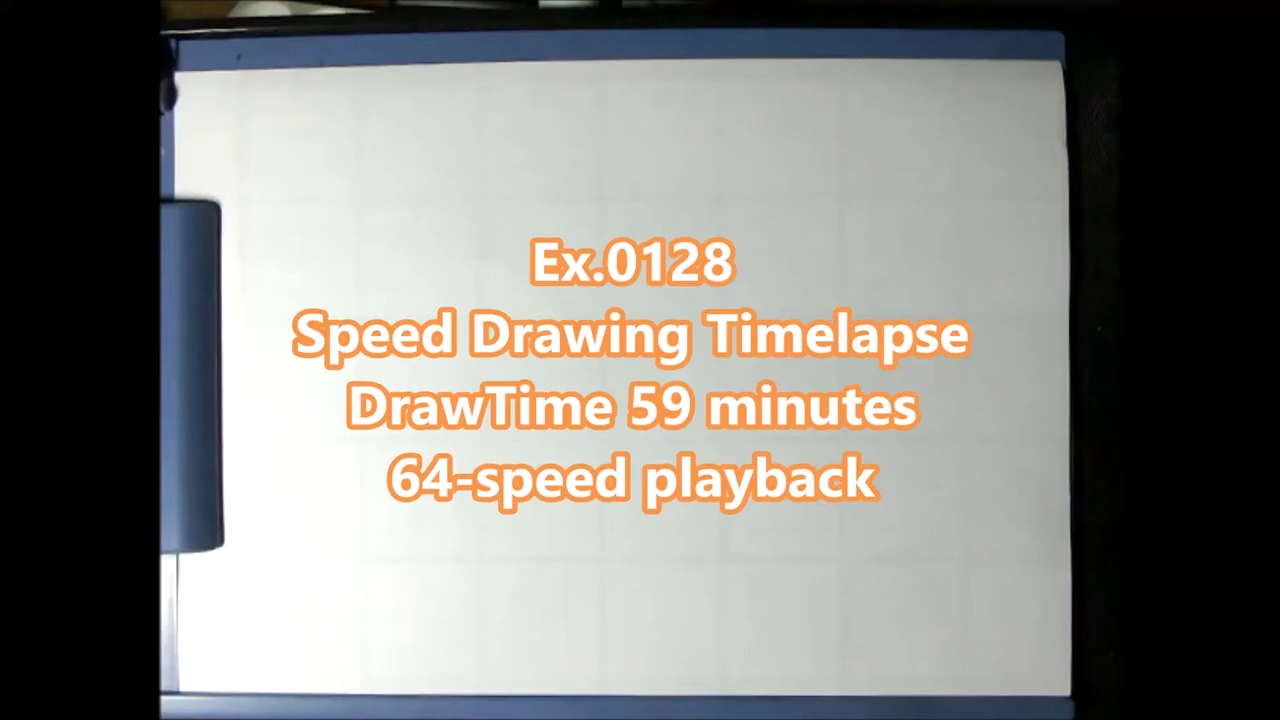 Ex.0128
Speed Drawing Timelapse
DrawTime 59 minutes
64-speed playback